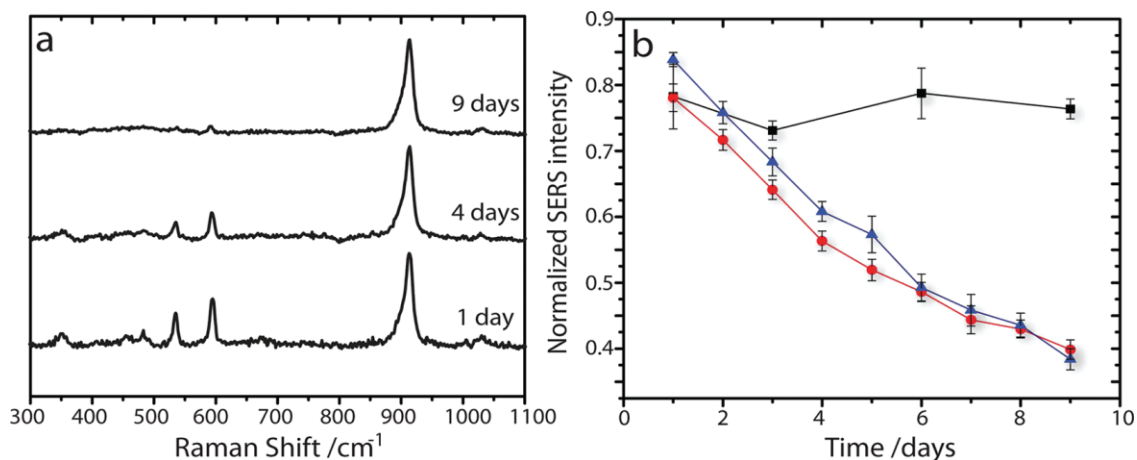 a
9 days
4 days
1 day
300 400 500 600 700 800 900 1000 1100
Raman Shift /cm-1
b
Normalized SERS intensity
0.9
0.8
0.7
0.6
0.5
0.4
0 2 4 6 8 10
Time /days